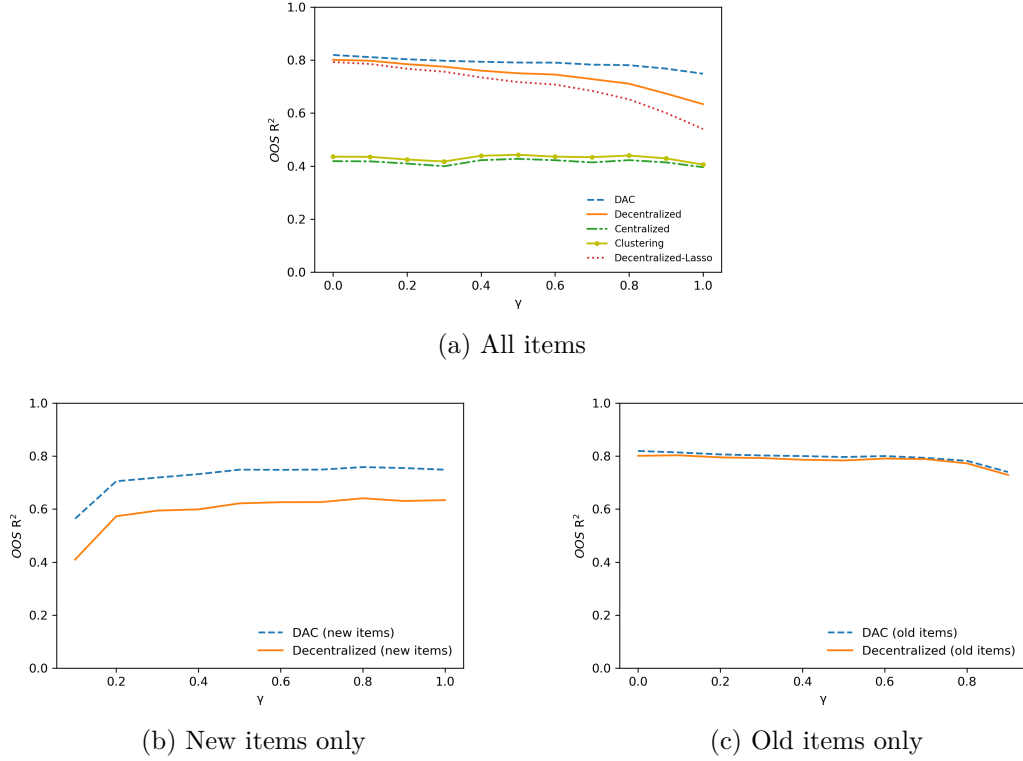 1.0
0.8
0.6
0.4
0.2
0.0
OOS R²
DAC
Decentralized
Centralized
Clustering
Decentralized-Lasso
0.0 0.2 0.4 0.6 0.8 1.0
γ
(a) All items
1.0
0.8
0.6
0.4
0.2
0.0
OOS R²
DAC (new items)
Decentralized (new items)
0.2 0.4 0.6 0.8 1.0
γ
(b) New items only
1.0
0.8
0.6
0.4
0.2
0.0
OOS R²
DAC (old items)
Decentralized (old items)
0.0 0.2 0.4 0.6 0.8
γ
(c) Old items only